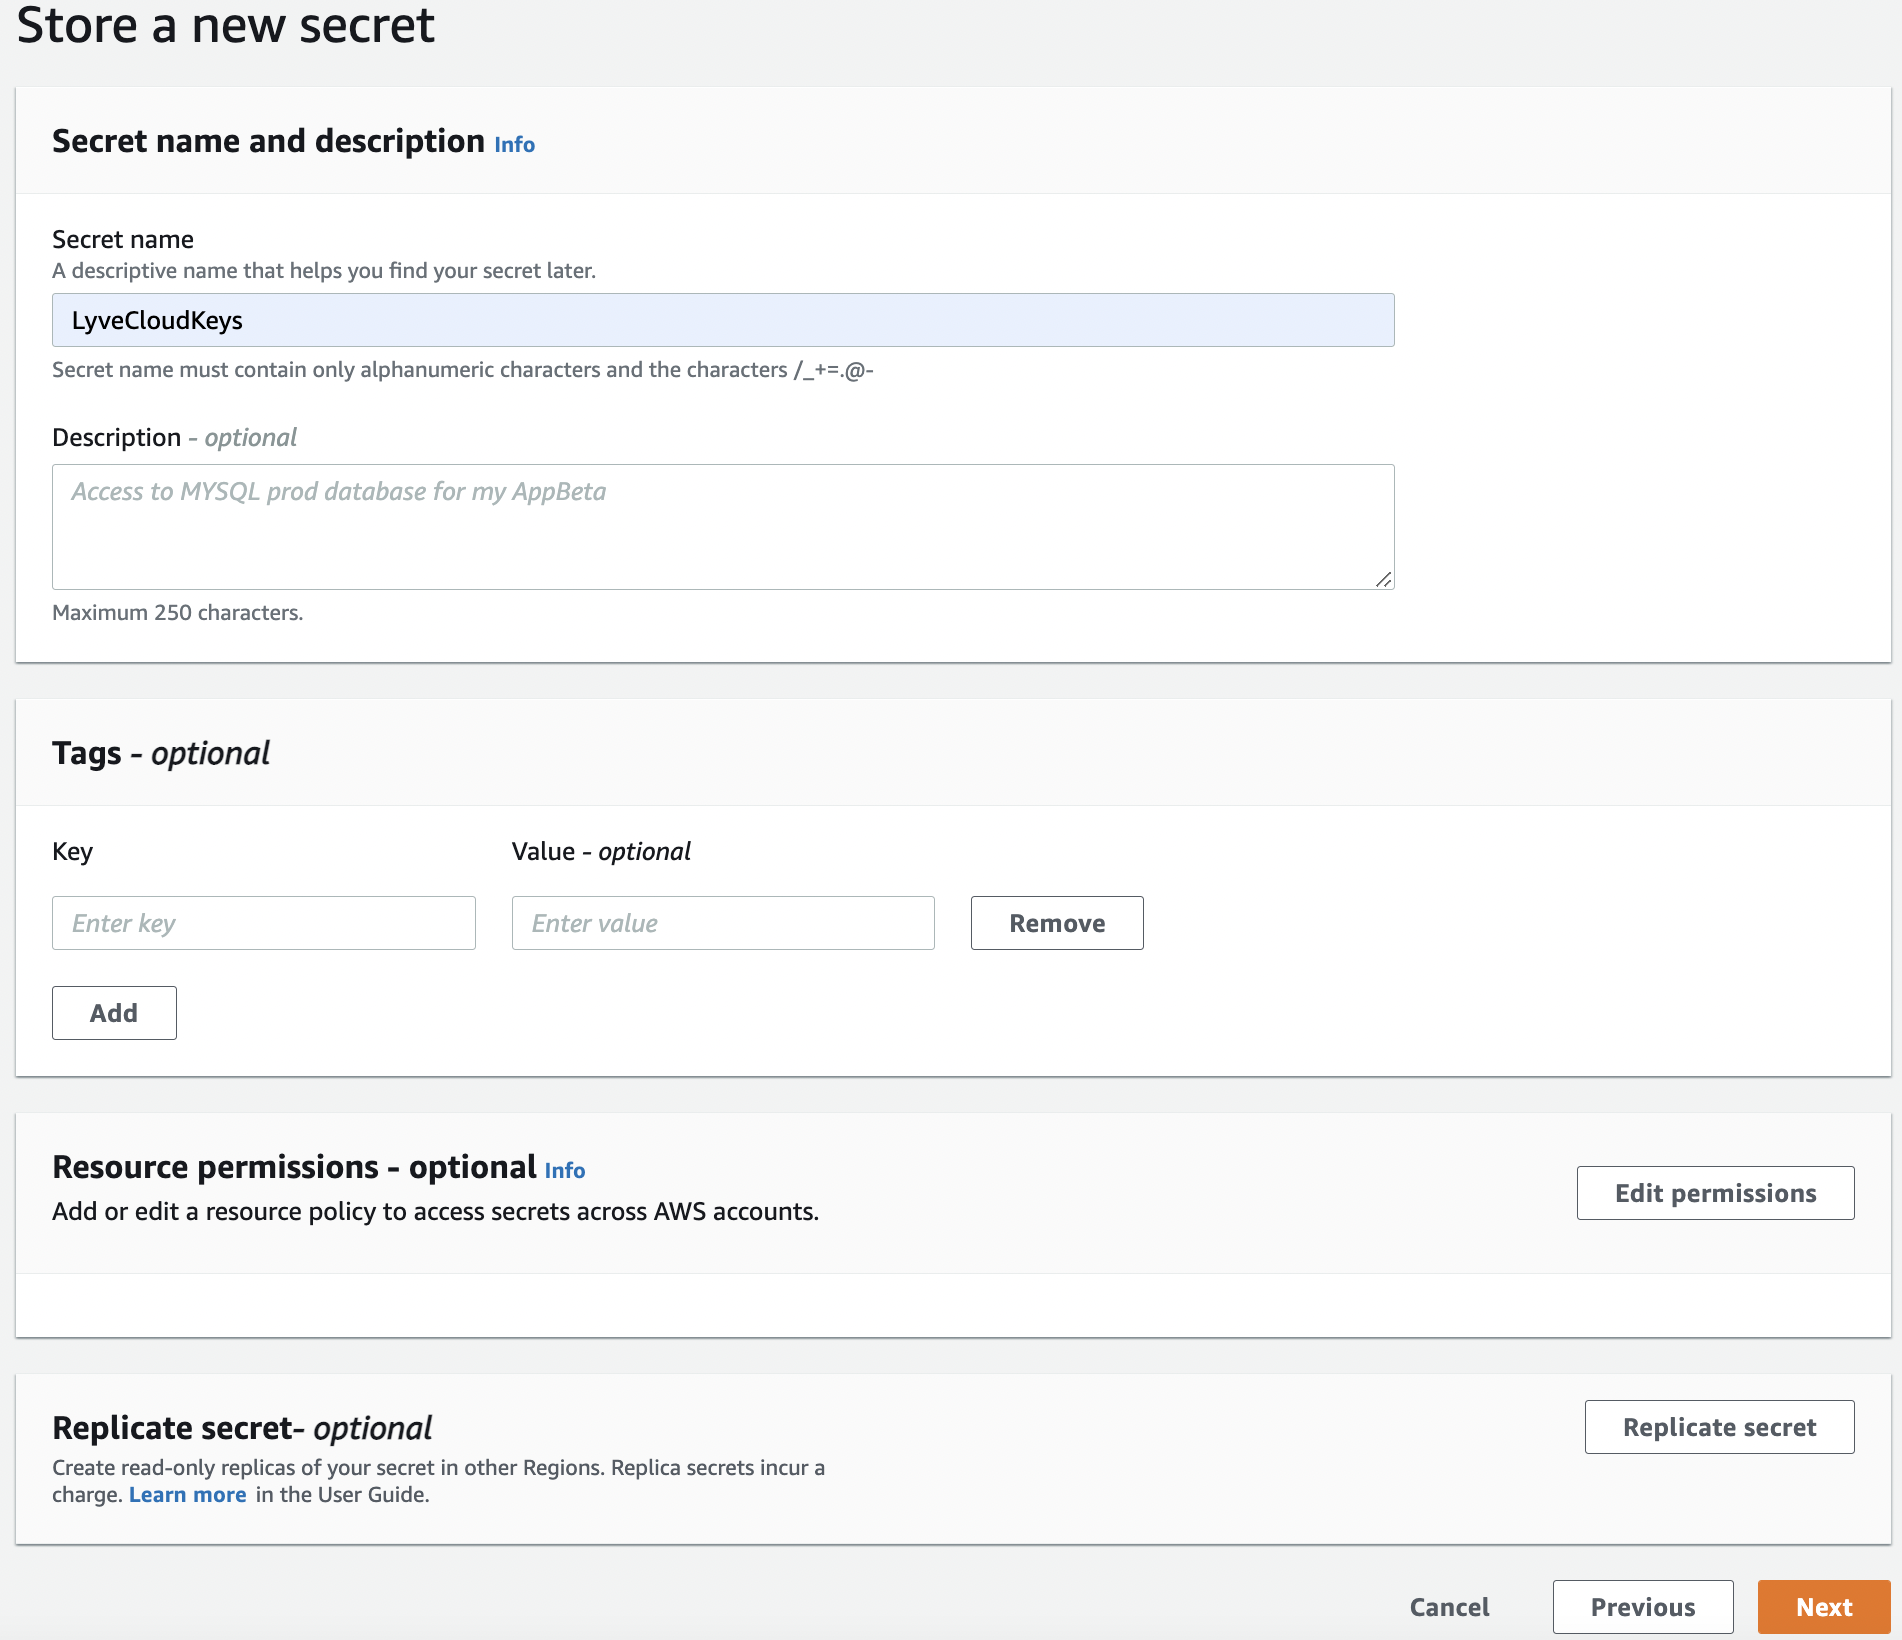 Store a new secret
Secret name and description Info
Secret name
A descriptive name that helps you find your secret later.
LyveCloudKeys
Secret name must contain only alphanumeric characters and the characters /_+=.@-
Description - optional
Access to MYSQL prod database for my AppBeta
Maximum 250 characters.
Tags - optional
Key Value - optional
Enter key Enter value Remove
Add
Resource permissions - optional Info
Add or edit a resource policy to access secrets across AWS accounts.
Edit permissions
Replicate secret- optional
Create read-only replicas of your secret in other Regions. Replica secrets incur a
charge. Learn more in the User Guide.
Replicate secret
Cancel Previous Next